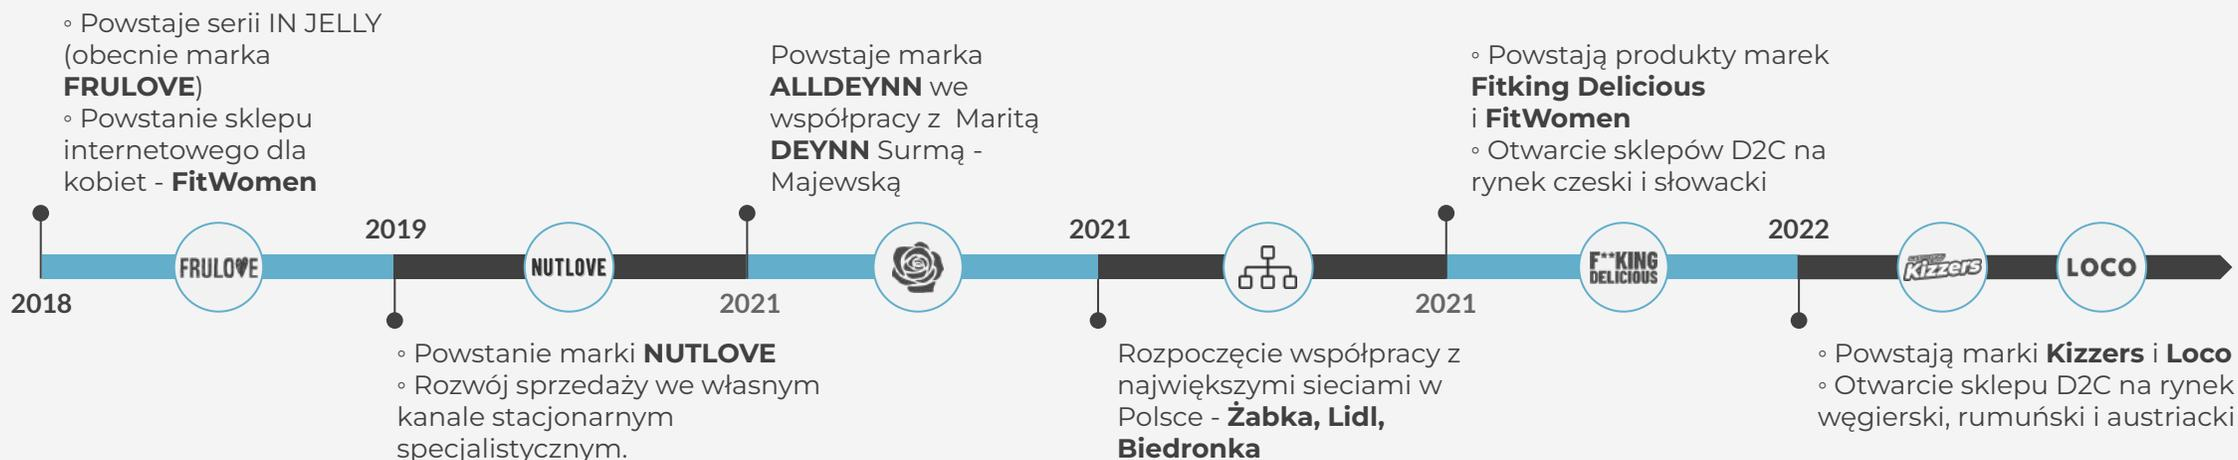 ◦ Powstaje serii IN JELLY
(obecnie marka
FRULOVE)
◦ Powstanie sklepu
internetowego dla
kobiet - FitWomen
2018
FRULOVE
2019
◦ Powstanie marki NUTLOVE
◦ Rozwój sprzedaży we własnym
kanale stacjonarnym
specjalistycznym.
NUTLOVE
Powstaje marka
ALLDEYNN we
współpracy z  Maritą
DEYNN Surmą -
Majewską
2021
2021
Rozpoczęcie współpracy z
największymi sieciami w
Polsce - Żabka, Lidl,
Biedronka
◦ Powstają produkty marek
Fitking Delicious
i FitWomen
◦ Otwarcie sklepów D2C na
rynek czeski i słowacki
2021
F**KING
DELICIOUS
2022
Kizzers
LOCO
◦ Powstają marki Kizzers i Loco
◦ Otwarcie sklepu D2C na rynek
węgierski, rumuński i austriacki